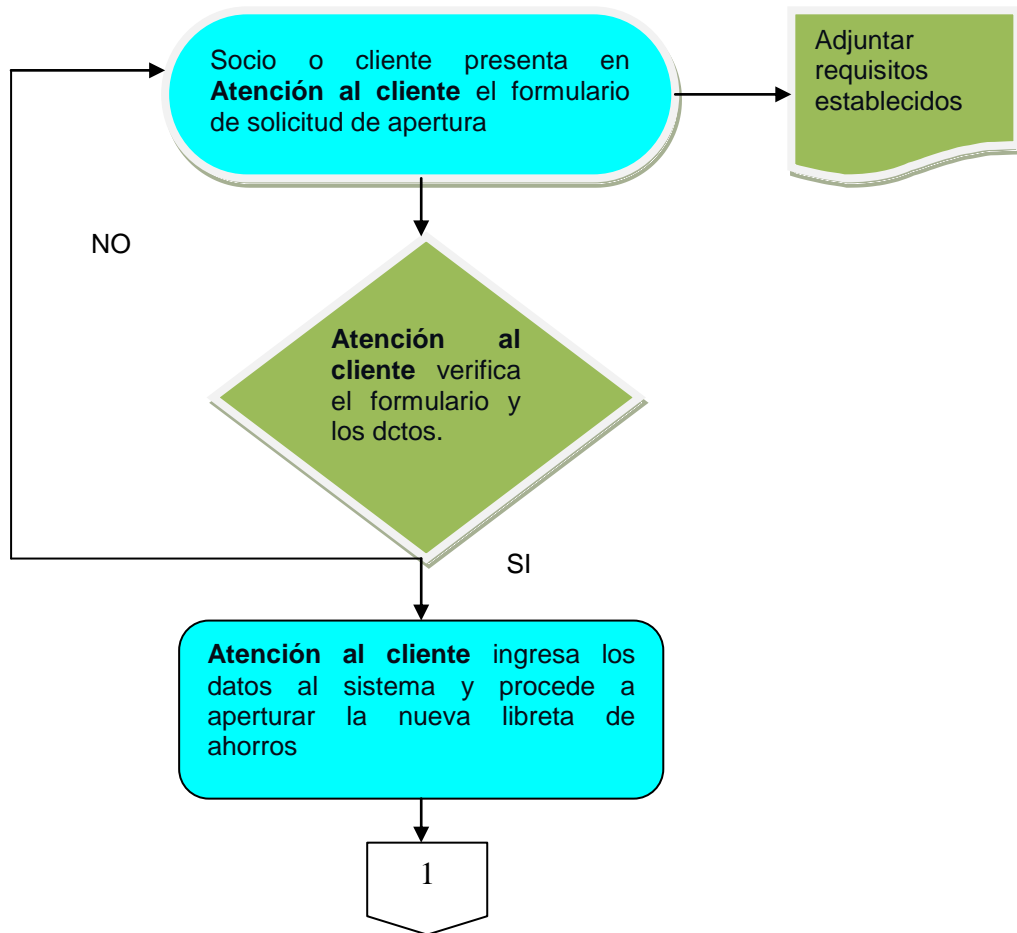 Socio o cliente presenta en
Atención al cliente el formulario
de solicitud de apertura
Adjuntar
requisitos
establecidos
NO
Atención al
cliente verifica
el formulario y
los dctos.
SI
Atención al cliente ingresa los
datos al sistema y procede a
aperturar la nueva libreta de
ahorros
1